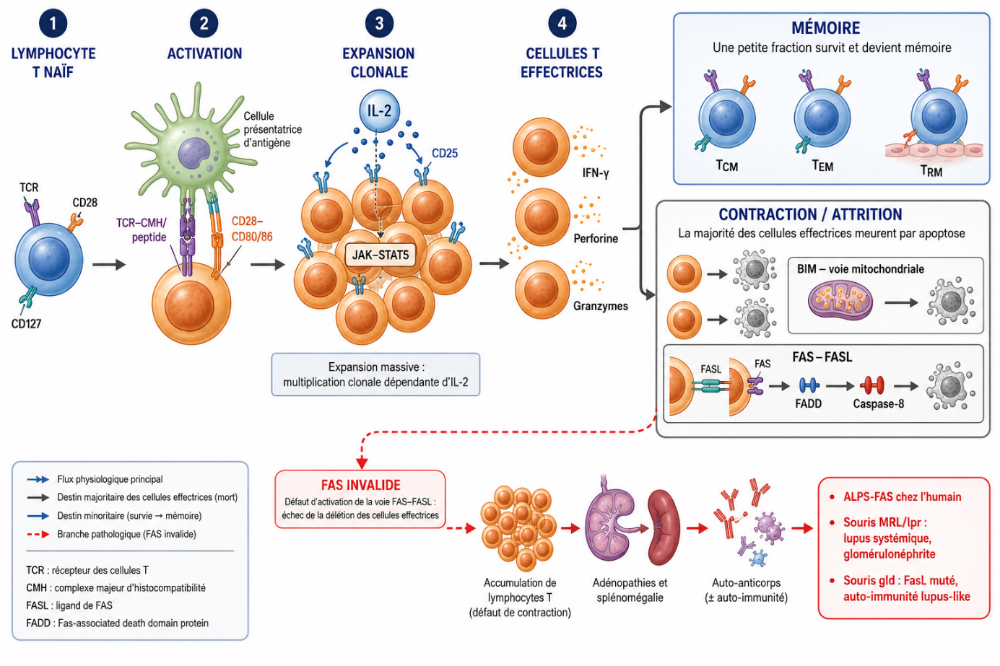 1
LYMPHOCYTE
T NAÏF
TCR
CD28
CD127
2
ACTIVATION
Cellule
présentatrice
d'antigène
TCR–CMH/
peptide
CD28–
CD80/86
3
EXPANSION
CLONALE
IL-2
CD25
JAK–STAT5
Expansion massive :
multiplication clonale dépendante d'IL-2
4
CELLULES T
EFFECTRICES
IFN-γ
Perforine
Granzymes
MÉMOIRE
Une petite fraction survit et devient mémoire
TCM
TEM
TRM
CONTRACTION / ATTRITION
La majorité des cellules effectrices meurent par apoptose
BIM – voie mitochondriale
FAS – FASL
FASL
FAS
FADD
Caspase-8
Flux physiologique principal
Destin majoritaire des cellules effectrices (mort)
Destin minoritaire (survie → mémoire)
Branche pathologique (FAS invalide)
TCR : récepteur des cellules T
CMH : complexe majeur d'histocompatibilité
FASL : ligand de FAS
FADD : Fas-associated death domain protein
FAS INVALIDE
Défaut d'activation de la voie FAS–FASL :
échec de la délétion des cellules effectrices
Accumulation de
lymphocytes T
(défaut de contraction)
Adénopathies et
splénomégalie
Auto-anticorps
(± auto-immunité)
• ALPS-FAS chez l'humain
• Souris MRL/lpr :
lupus systémique,
glomérulonéphrite
• Souris gld : FasL muté,
auto-immunité lupus-like